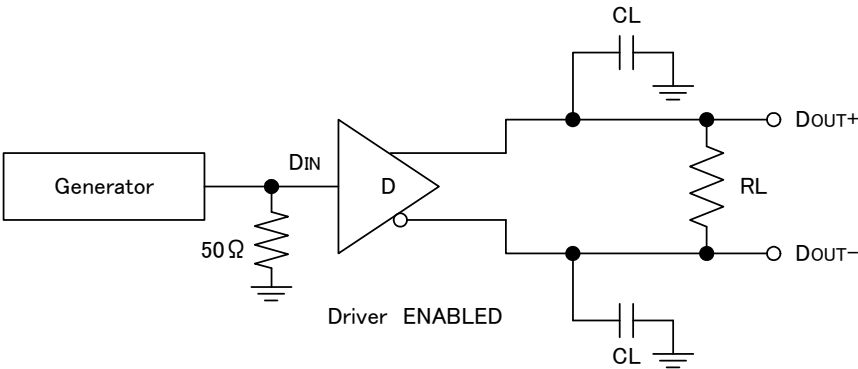 CL
DOUT+
DIN
Generator
D
RL
50Ω
DOUT−
Driver ENABLED
CL